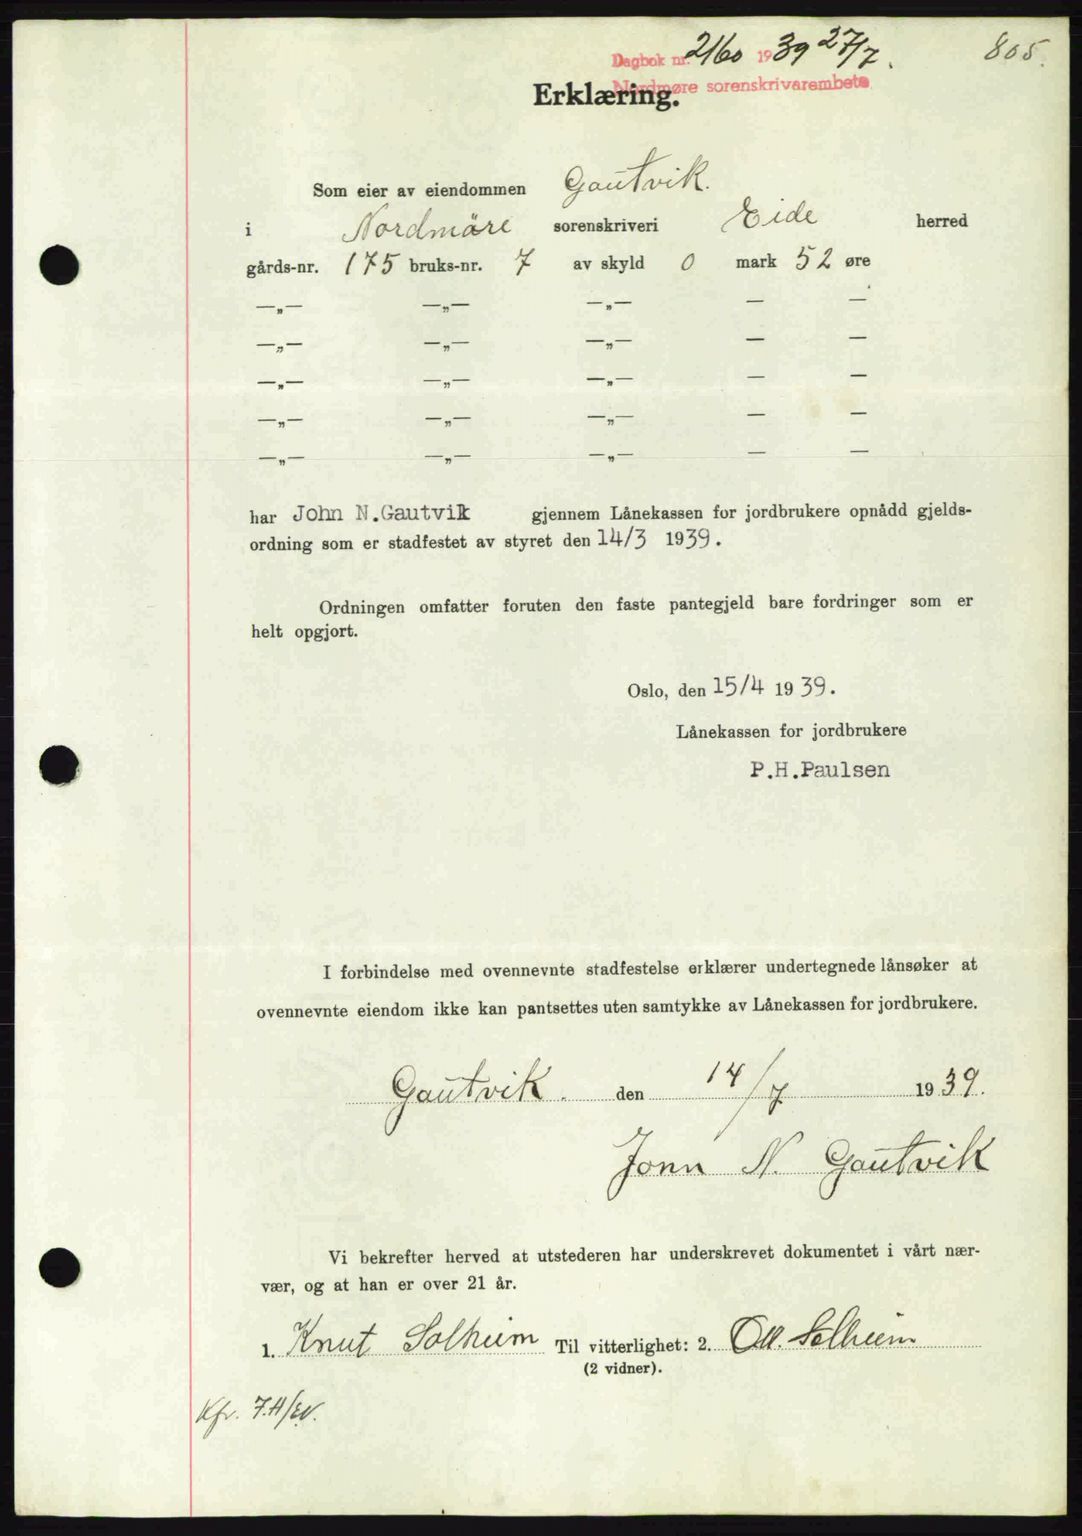 Dagbok nr. 2160 1939 27/7. 805.
Nordmøre sorenskrivarembete
Erklæring.
Som eier av eiendommen Gautvik.
i Nordmöre sorenskriveri Eide herred
gårds-nr. 175 bruks-nr. 7 av skyld 0 mark 52 øre
—„— —„— —„— — —
—„— —„— —„— — —
—„— —„— —„— — —
—„— —„— —„— — —
—„— —„— —„— — —
har John N.Gautvik gjennem Lånekassen for jordbrukere opnådd gjelds-
ordning som er stadfestet av styret den 14/3 1939.
Ordningen omfatter foruten den faste pantegjeld bare fordringer som er
helt opgjort.
Oslo, den 15/4 1939.
Lånekassen for jordbrukere
P.H.Paulsen
I forbindelse med ovennevnte stadfestelse erklærer undertegnede lånsøker at
ovennevnte eiendom ikke kan pantsettes uten samtykke av Lånekassen for jordbrukere.
Gautvik. den 14/7 1939.
John N. Gautvik
Vi bekrefter herved at utstederen har underskrevet dokumentet i vårt nær-
vær, og at han er over 21 år.
1. Knut Solheim Til vitterlighet: 2. Solheim
(2 vidner).
Kfr.